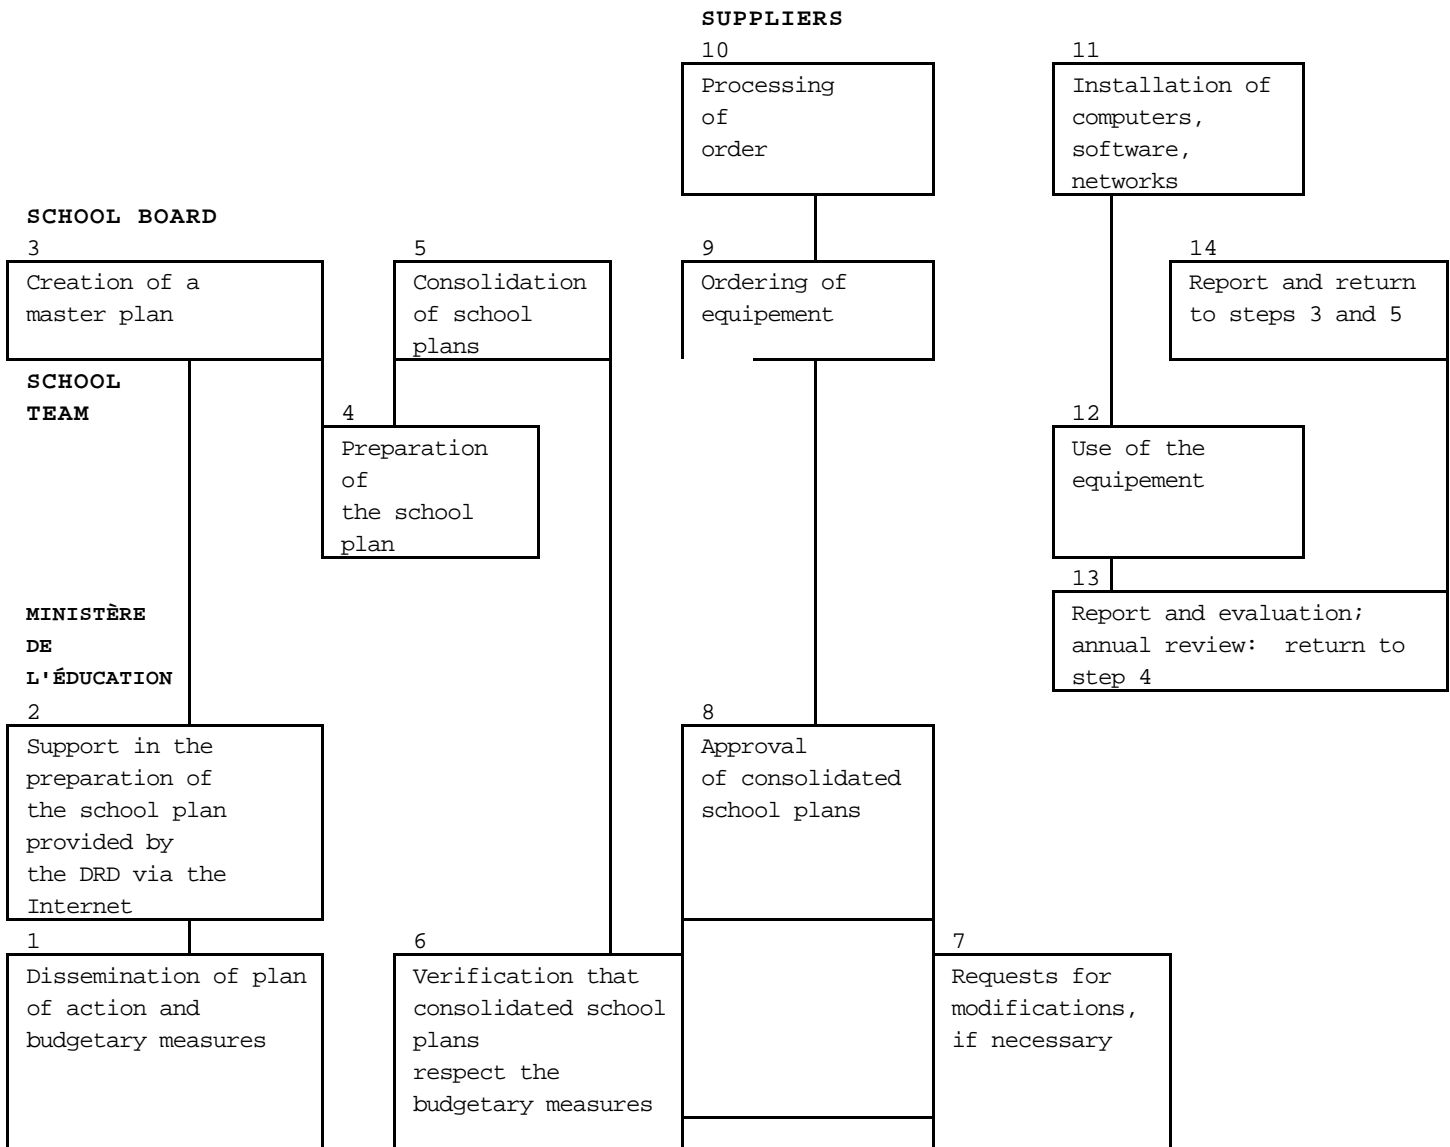 SUPPLIERS
10
Processing
of
order
11
Installation of
computers,
software,
networks
SCHOOL BOARD
3
Creation of a
master plan
5
Consolidation
of school
plans
9
Ordering of
equipement
14
Report and return
to steps 3 and 5
SCHOOL
TEAM
4
Preparation
of
the school
plan
12
Use of the
equipement
13
Report and evaluation;
annual review: return to
step 4
MINISTÈRE
DE
L'ÉDUCATION
2
Support in the
preparation of
the school plan
provided by
the DRD via the
Internet
8
Approval
of consolidated
school plans
1
Dissemination of plan
of action and
budgetary measures
6
Verification that
consolidated school
plans
respect the
budgetary measures
7
Requests for
modifications,
if necessary